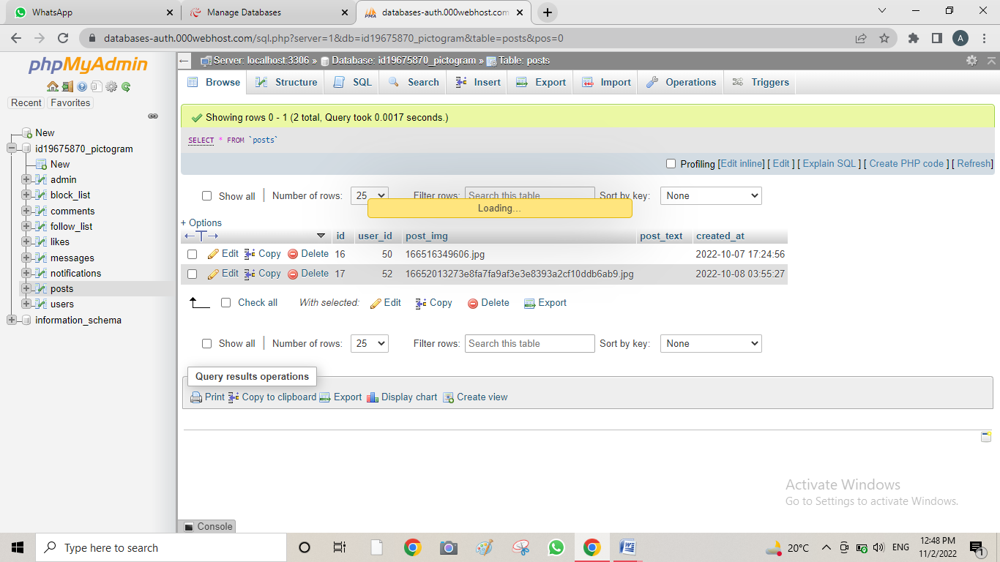 WhatsApp
Manage Databases
databases-auth.000webhost.com
databases-auth.000webhost.com/sql.php?server=1&db=id19675870_pictogram&table=posts&pos=0
A
phpMyAdmin
Recent Favorites
New
id19675870_pictogram
New
admin
block_list
comments
follow_list
likes
messages
notifications
posts
users
information_schema
Server: localhost:3306 » Database: id19675870_pictogram » Table: posts
Browse Structure SQL Search Insert Export Import Operations Triggers
Showing rows 0 - 1 (2 total, Query took 0.0017 seconds.)
SELECT * FROM `posts`
Profiling [Edit inline] [ Edit ] [ Explain SQL ] [ Create PHP code ] [ Refresh]
Show all Number of rows: 25 Filter rows: Search this table Sort by key: None
Loading…
+ Options
←T→ id user_id post_img post_text created_at
Edit Copy Delete 16 50 166516349606.jpg 2022-10-07 17:24:56
Edit Copy Delete 17 52 16652013273e8fa7fa9af3e3e8393a2cf10ddb6ab9.jpg 2022-10-08 03:55:27
Check all With selected: Edit Copy Delete Export
Show all Number of rows: 25 Filter rows: Search this table Sort by key: None
Query results operations
Print Copy to clipboard Export Display chart Create view
Activate Windows
Go to Settings to activate Windows.
Console
Type here to search
20°C
ENG
12:48 PM
11/2/2022
1